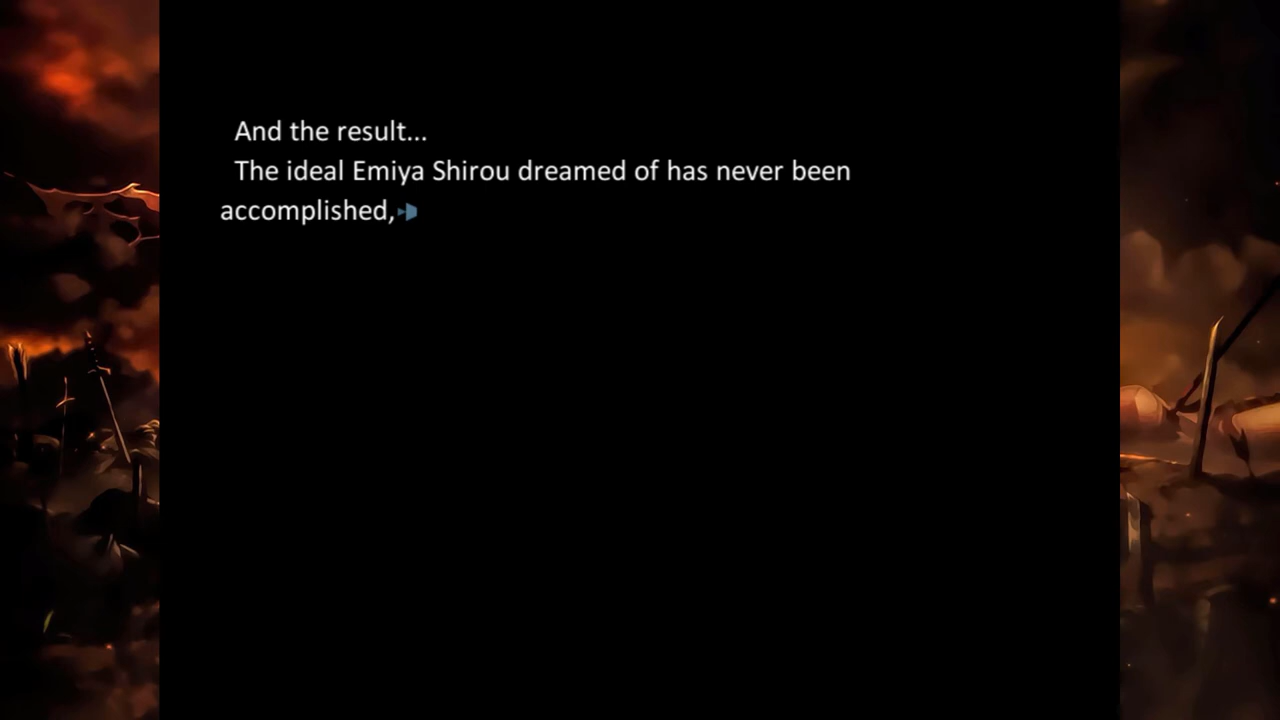 And the result...
The ideal Emiya Shirou dreamed of has never been
accomplished,